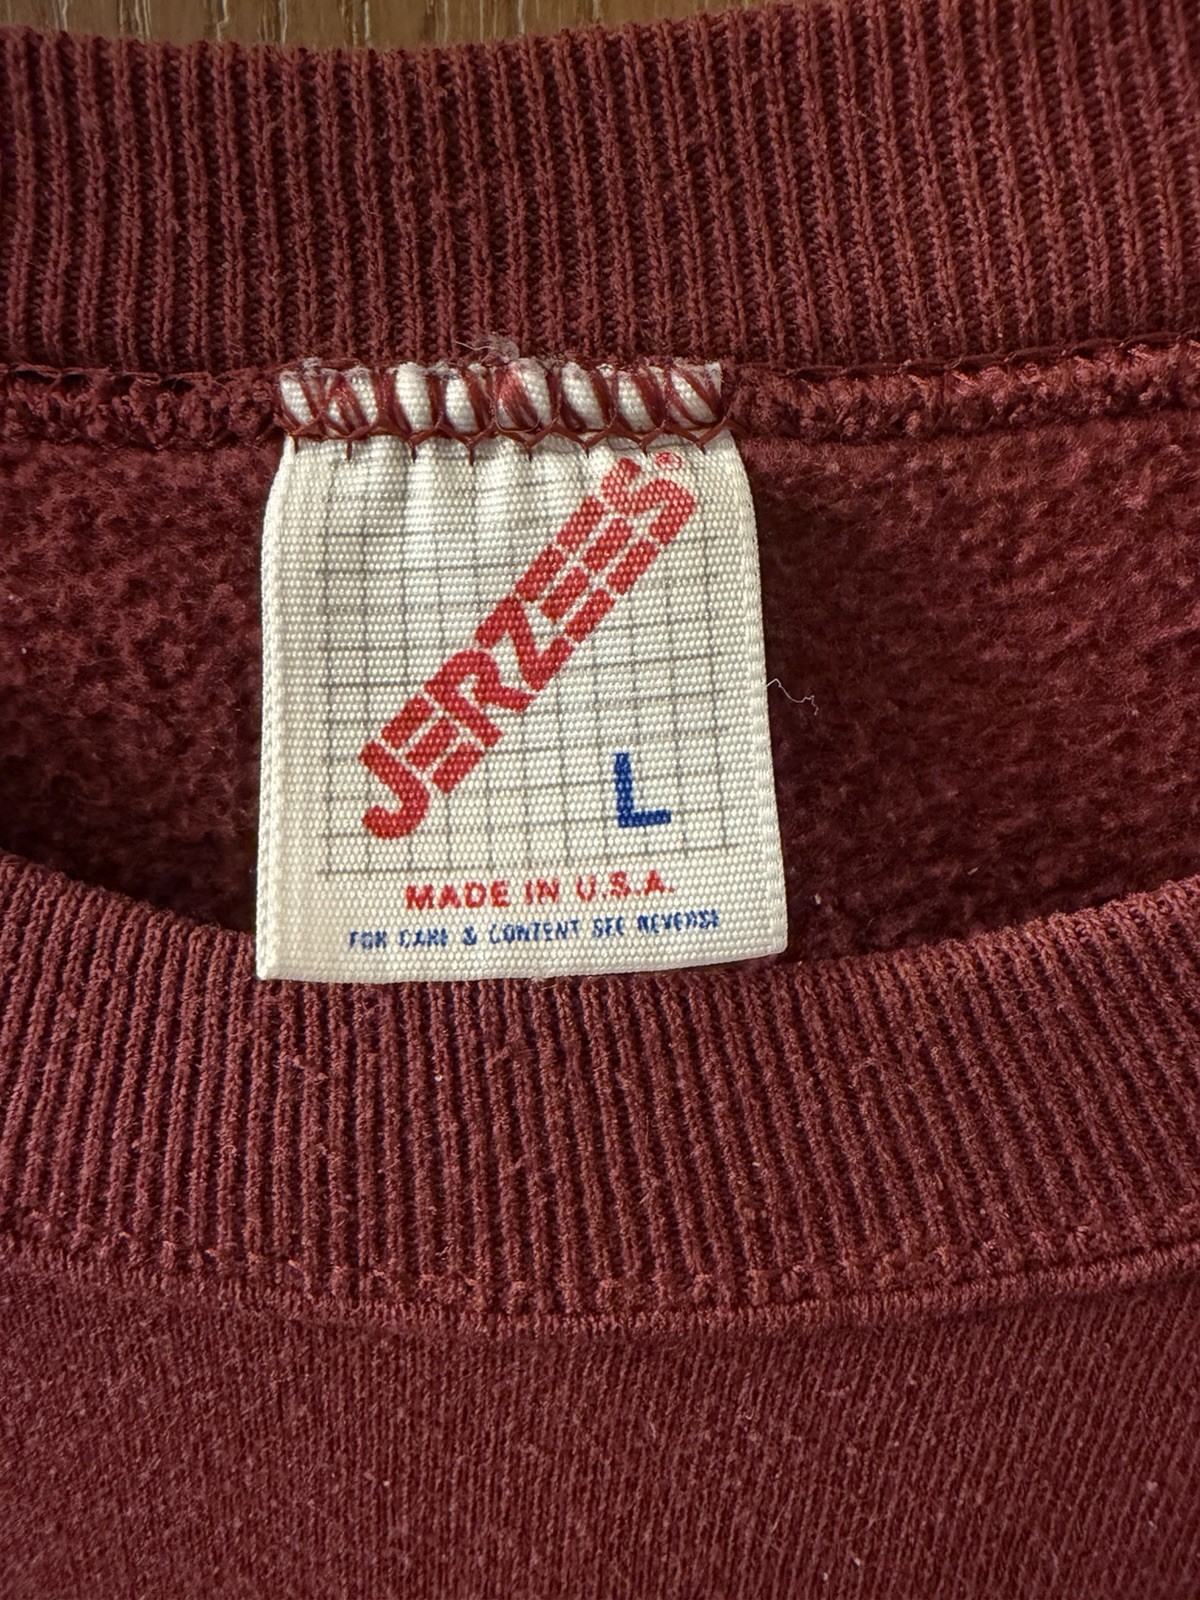 JERZEES®
L
MADE IN U.S.A.
FOR CARE & CONTENT SEE REVERSE